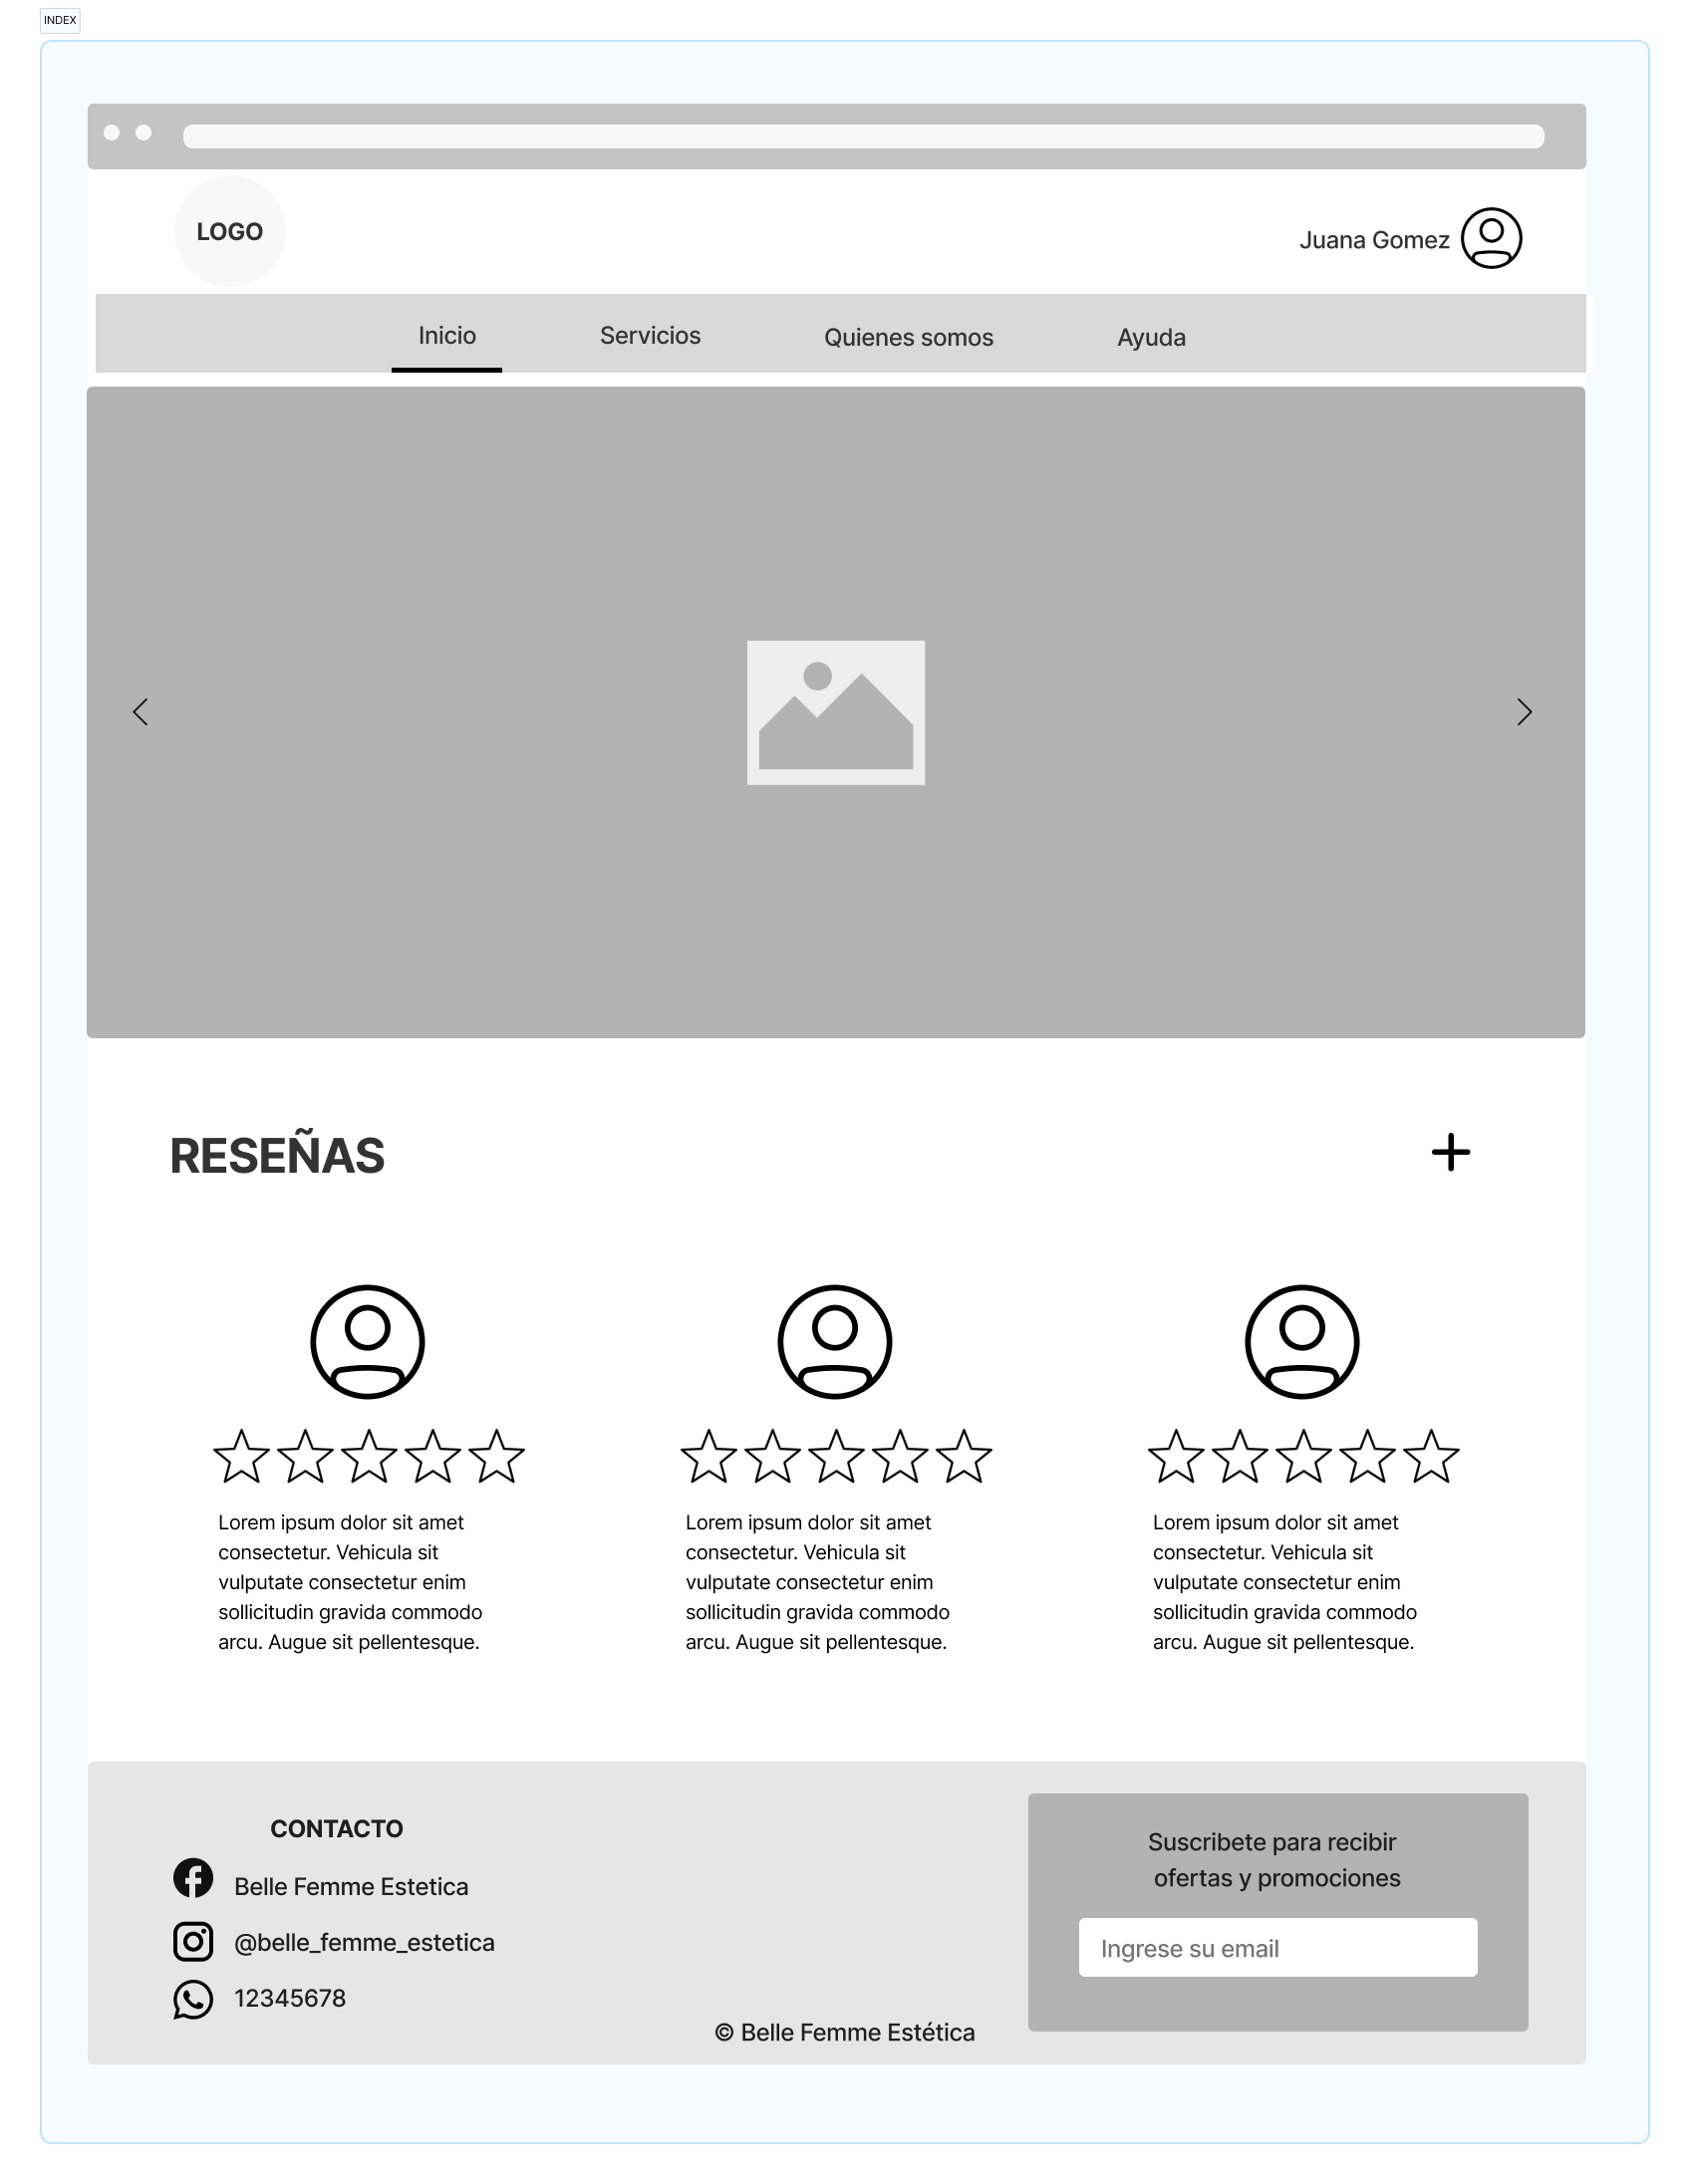 INDEX
LOGO
Juana Gomez
Inicio
Servicios
Quienes somos
Ayuda
RESEÑAS
Lorem ipsum dolor sit amet
consectetur. Vehicula sit
vulputate consectetur enim
sollicitudin gravida commodo
arcu. Augue sit pellentesque.
Lorem ipsum dolor sit amet
consectetur. Vehicula sit
vulputate consectetur enim
sollicitudin gravida commodo
arcu. Augue sit pellentesque.
Lorem ipsum dolor sit amet
consectetur. Vehicula sit
vulputate consectetur enim
sollicitudin gravida commodo
arcu. Augue sit pellentesque.
CONTACTO
Belle Femme Estetica
@belle_femme_estetica
12345678
© Belle Femme Estética
Suscribete para recibir
ofertas y promociones
Ingrese su email